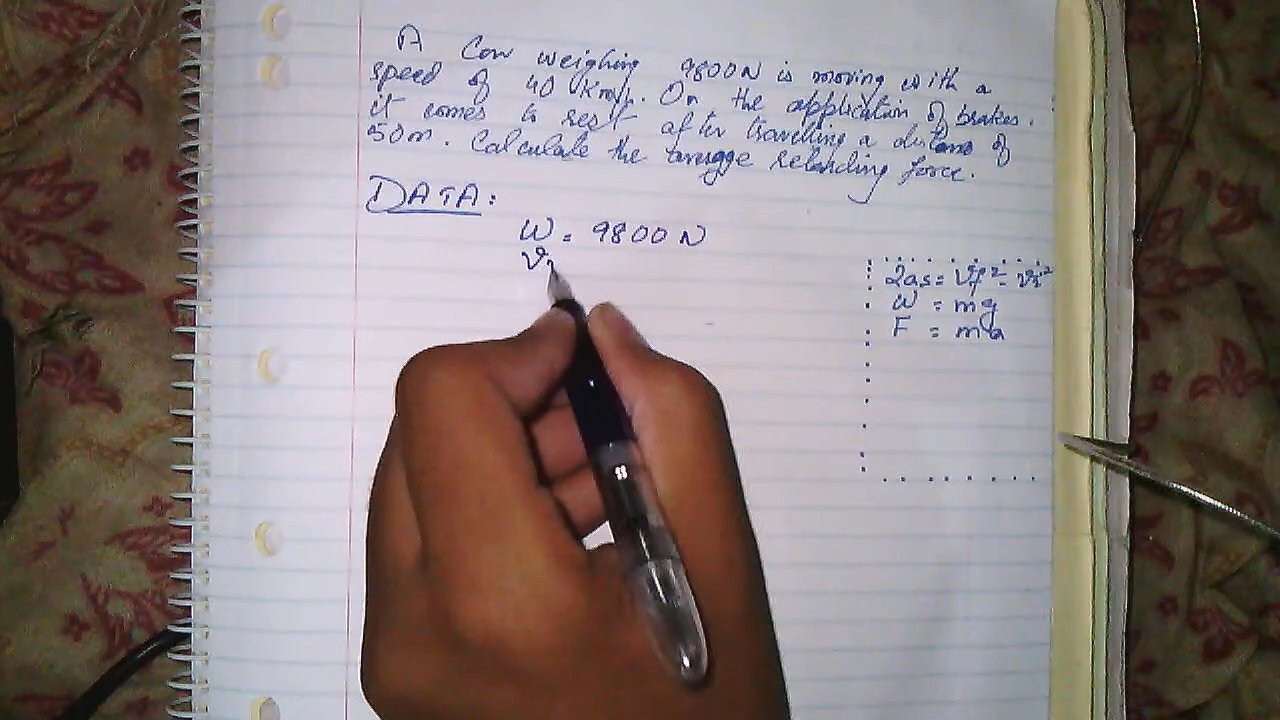 A Car weighing 9800 N is moving with a
speed of 40 Km/h. On the application of brakes.
it comes to rest after travelling a distance of
50m. Calculate the average retarding force.
DATA:
W = 9800 N
v
2as = vf² - vi²
W = mg
F = ma